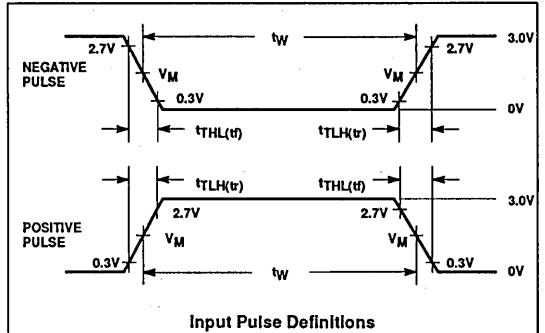 tW
2.7V
2.7V
3.0V
NEGATIVE
PULSE
VM
VM
0.3V
0.3V
0V
tTHL(tf)
tTLH(tr)
tTLH(tr)
tTHL(tf)
3.0V
2.7V
2.7V
POSITIVE
PULSE
VM
VM
0.3V
0.3V
0V
tW
Input Pulse Definitions